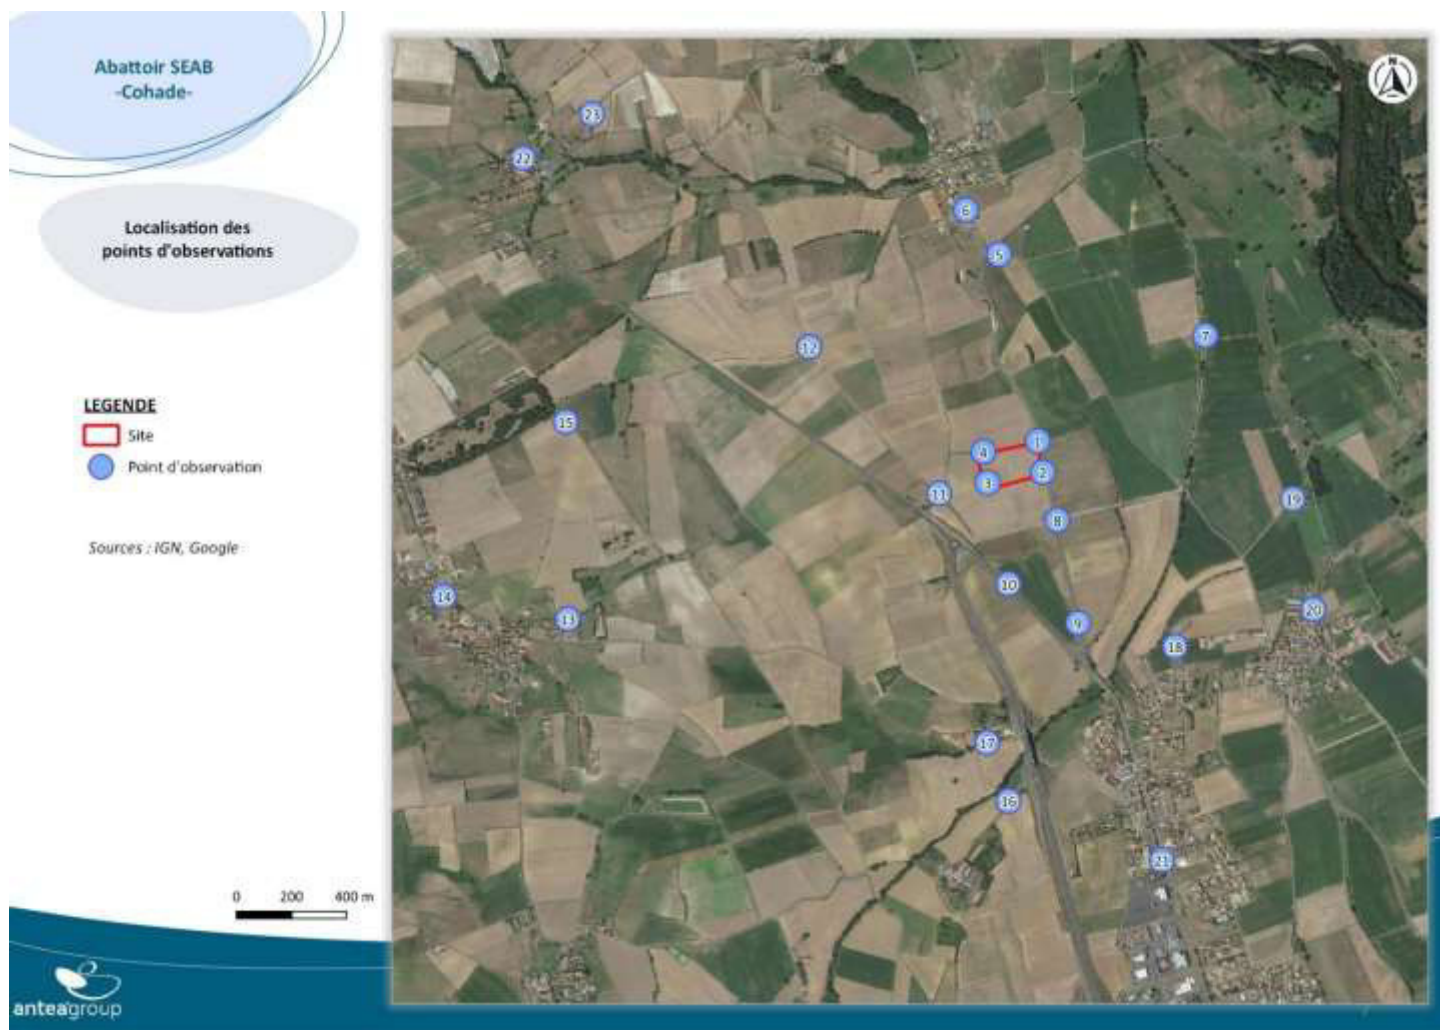 Abattoir SEAB
-Cohade-
Localisation des
points d'observations
LEGENDE
Site
Point d'observation
Sources : IGN, Google
0 200 400 m
anteagroup
N
23
22
6
5
7
12
15
1
4
2
3
11
19
8
10
14
20
13
9
18
17
16
21